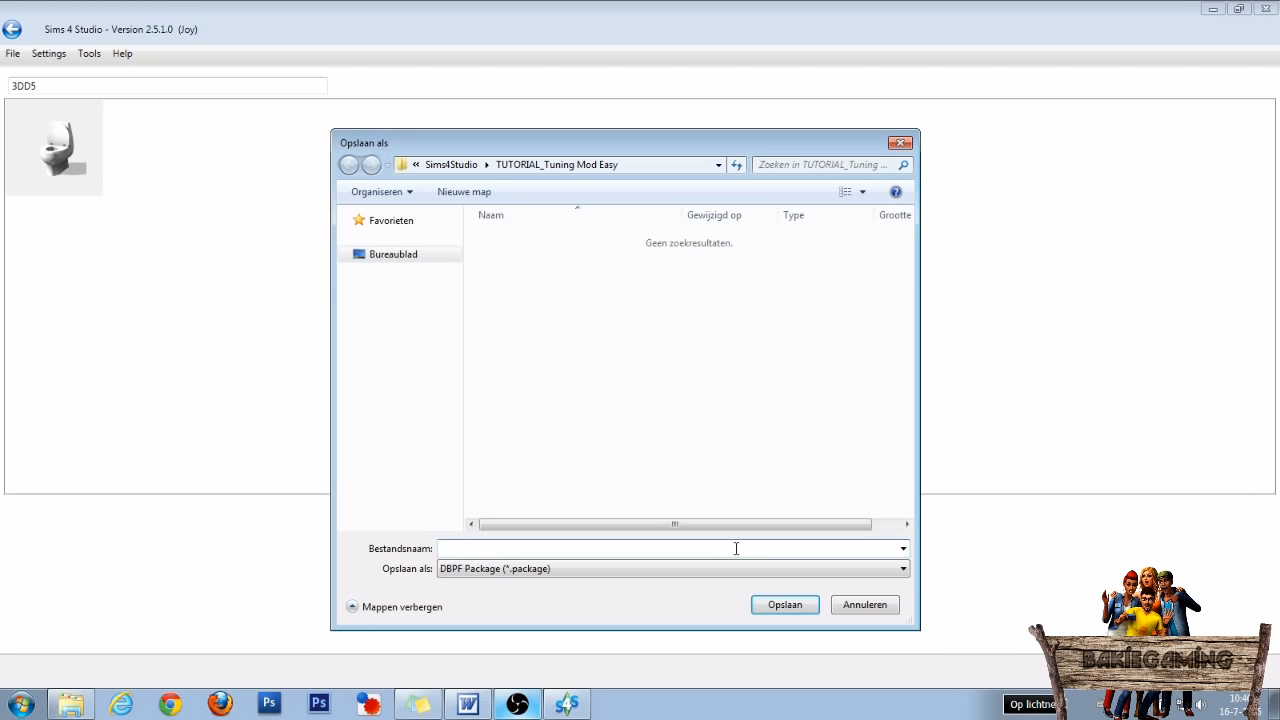 Sims 4 Studio - Version 2.5.1.0 (Joy)
File Settings Tools Help
3DD5
Opslaan als
« Sims4Studio TUTORIAL_Tuning Mod Easy
Zoeken in TUTORIAL_Tuning ...
Organiseren Nieuwe map
Favorieten
Bureaublad
Naam Gewijzigd op Type Grootte
Geen zoekresultaten.
Bestandsnaam:
Opslaan als: DBPF Package (*.package)
Mappen verbergen
Opslaan Annuleren
BAKIEGAMING
Ps Ps W
Op